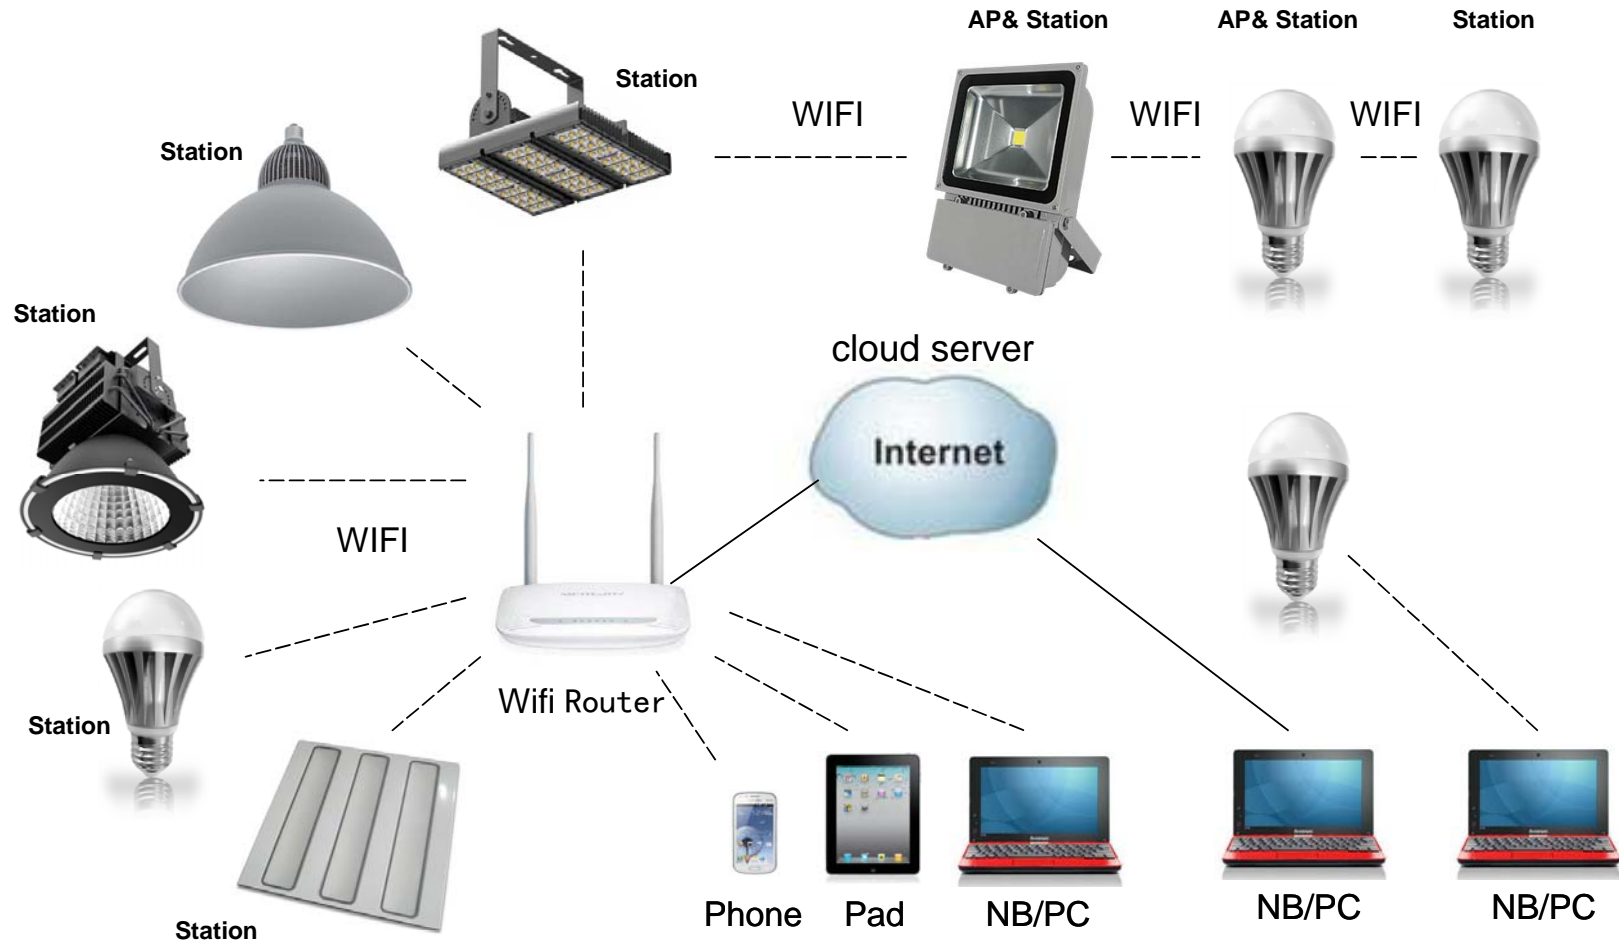 AP& Station
AP& Station
Station
Station
WIFI
WIFI
WIFI
Station
Station
cloud server
Internet
WIFI
Wifi Router
Station
Station
Phone
Pad
NB/PC
NB/PC
NB/PC